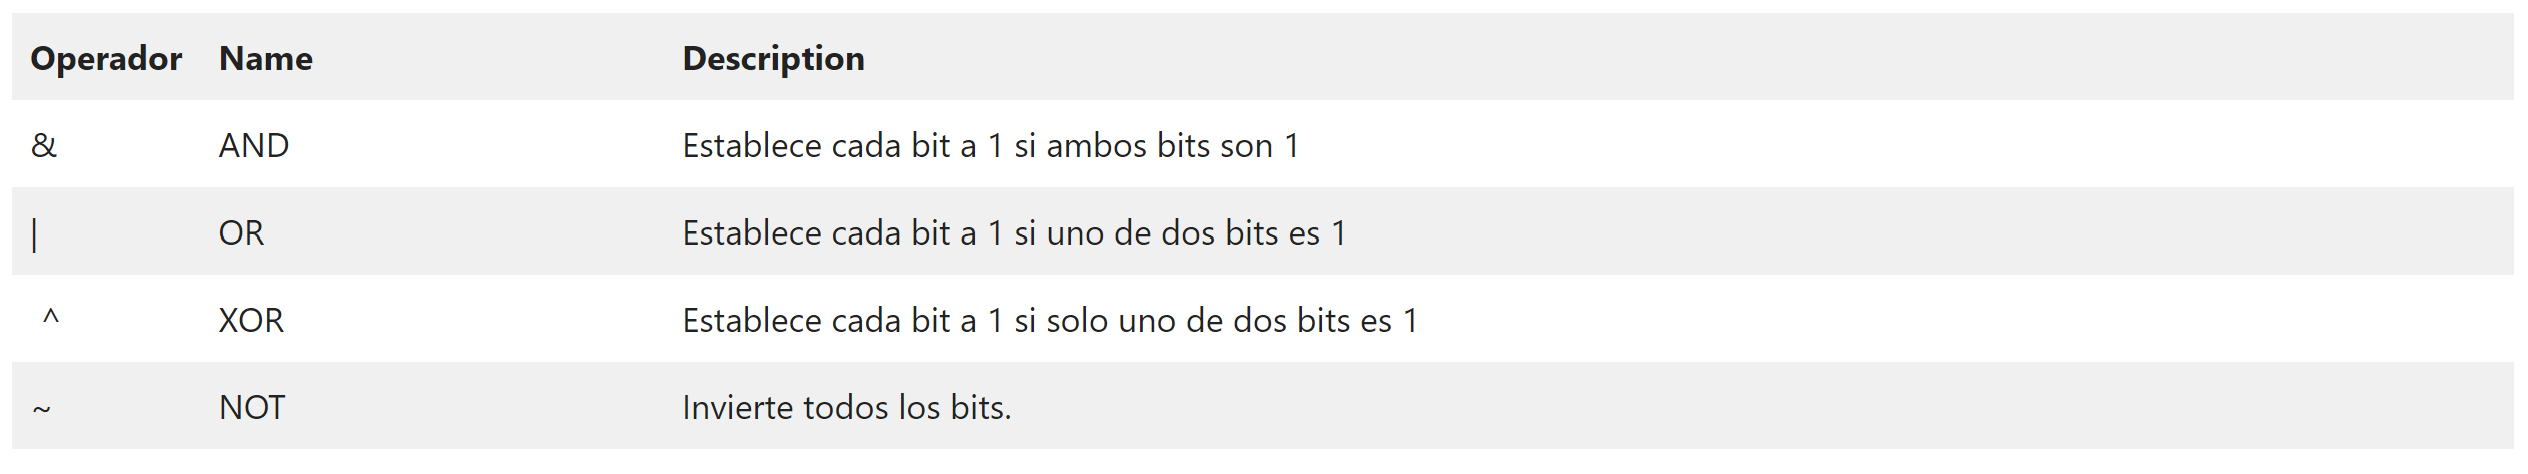 Operador Name Description
& AND Establece cada bit a 1 si ambos bits son 1
| OR Establece cada bit a 1 si uno de dos bits es 1
^ XOR Establece cada bit a 1 si solo uno de dos bits es 1
~ NOT Invierte todos los bits.